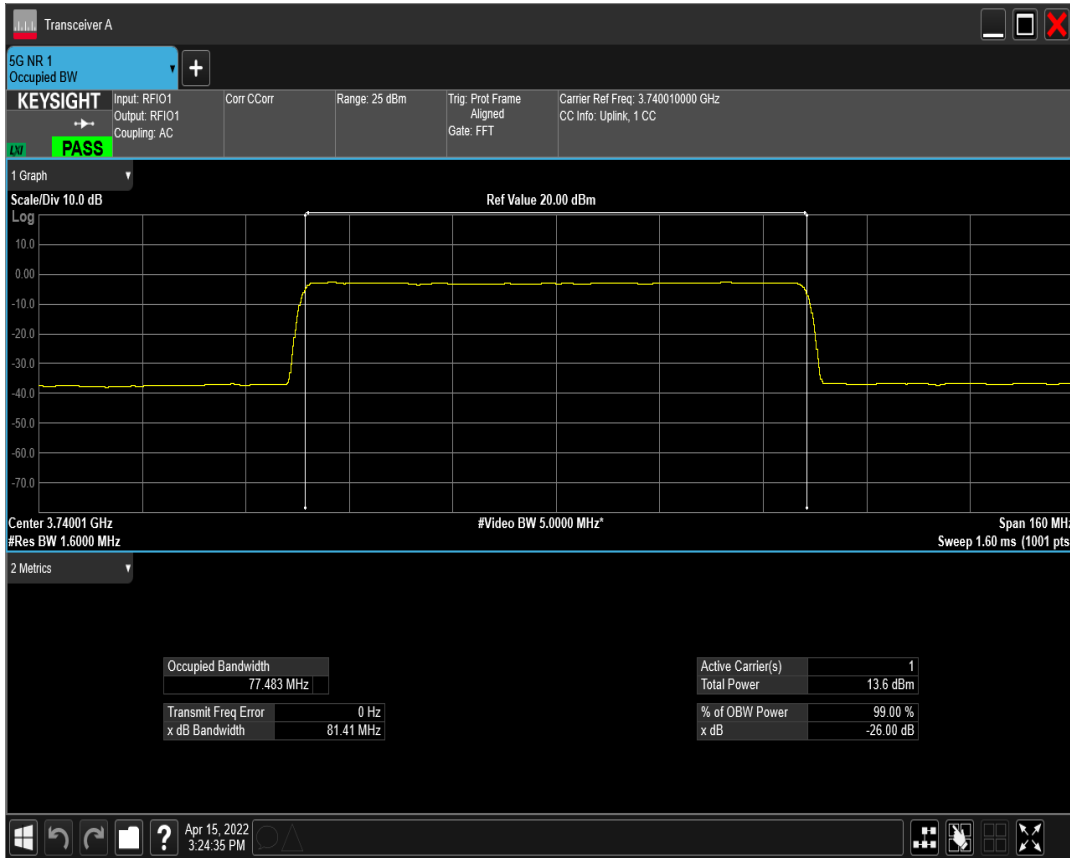 Transceiver A
5G NR 1
Occupied BW
KEYSIGHT
LXI
PASS
Input: RFIO1
Output: RFIO1
Coupling: AC
Corr CCorr
Range: 25 dBm
Trig: Prot Frame
Aligned
Gate: FFT
Carrier Ref Freq: 3.740010000 GHz
CC Info: Uplink, 1 CC
1 Graph
Scale/Div 10.0 dB
Ref Value 20.00 dBm
Log
10.0
0.00
-10.0
-20.0
-30.0
-40.0
-50.0
-60.0
-70.0
Center 3.74001 GHz
#Video BW 5.0000 MHz*
Span 160 MHz
#Res BW 1.6000 MHz
Sweep 1.60 ms (1001 pts
2 Metrics
Occupied Bandwidth
77.483 MHz
Transmit Freq Error 0 Hz
x dB Bandwidth 81.41 MHz
Active Carrier(s) 1
Total Power 13.6 dBm
% of OBW Power 99.00 %
x dB -26.00 dB
?
Apr 15, 2022
3:24:35 PM